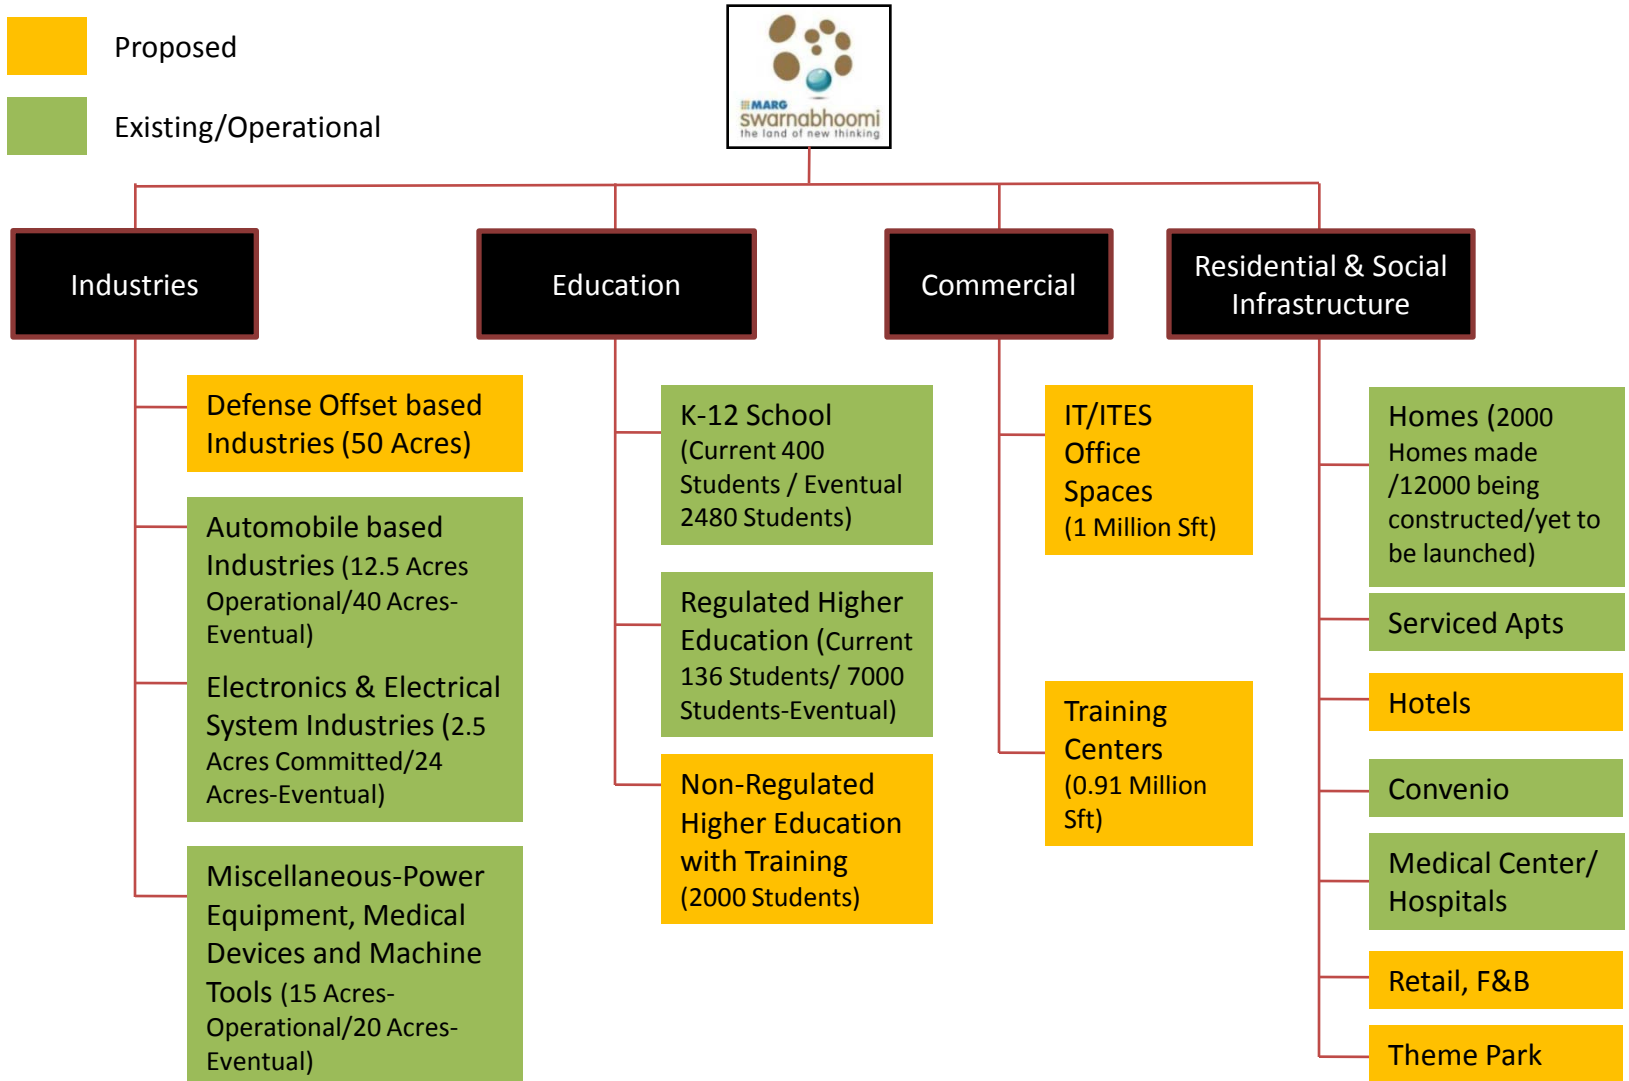 Proposed
Existing/Operational
MARG
swarnabhoomi
the land of new thinking
Industries
Education
Commercial
Residential & Social
Infrastructure
Defense Offset based
Industries (50 Acres)
Automobile based
Industries (12.5 Acres
Operational/40 Acres-
Eventual)
Electronics & Electrical
System Industries (2.5
Acres Committed/24
Acres-Eventual)
Miscellaneous-Power
Equipment, Medical
Devices and Machine
Tools (15 Acres-
Operational/20 Acres-
Eventual)
K-12 School
(Current 400
Students / Eventual
2480 Students)
Regulated Higher
Education (Current
136 Students/ 7000
Students-Eventual)
Non-Regulated
Higher Education
with Training
(2000 Students)
IT/ITES
Office
Spaces
(1 Million Sft)
Training
Centers
(0.91 Million
Sft)
Homes (2000
Homes made
/12000 being
constructed/yet to
be launched)
Serviced Apts
Hotels
Convenio
Medical Center/
Hospitals
Retail, F&B
Theme Park